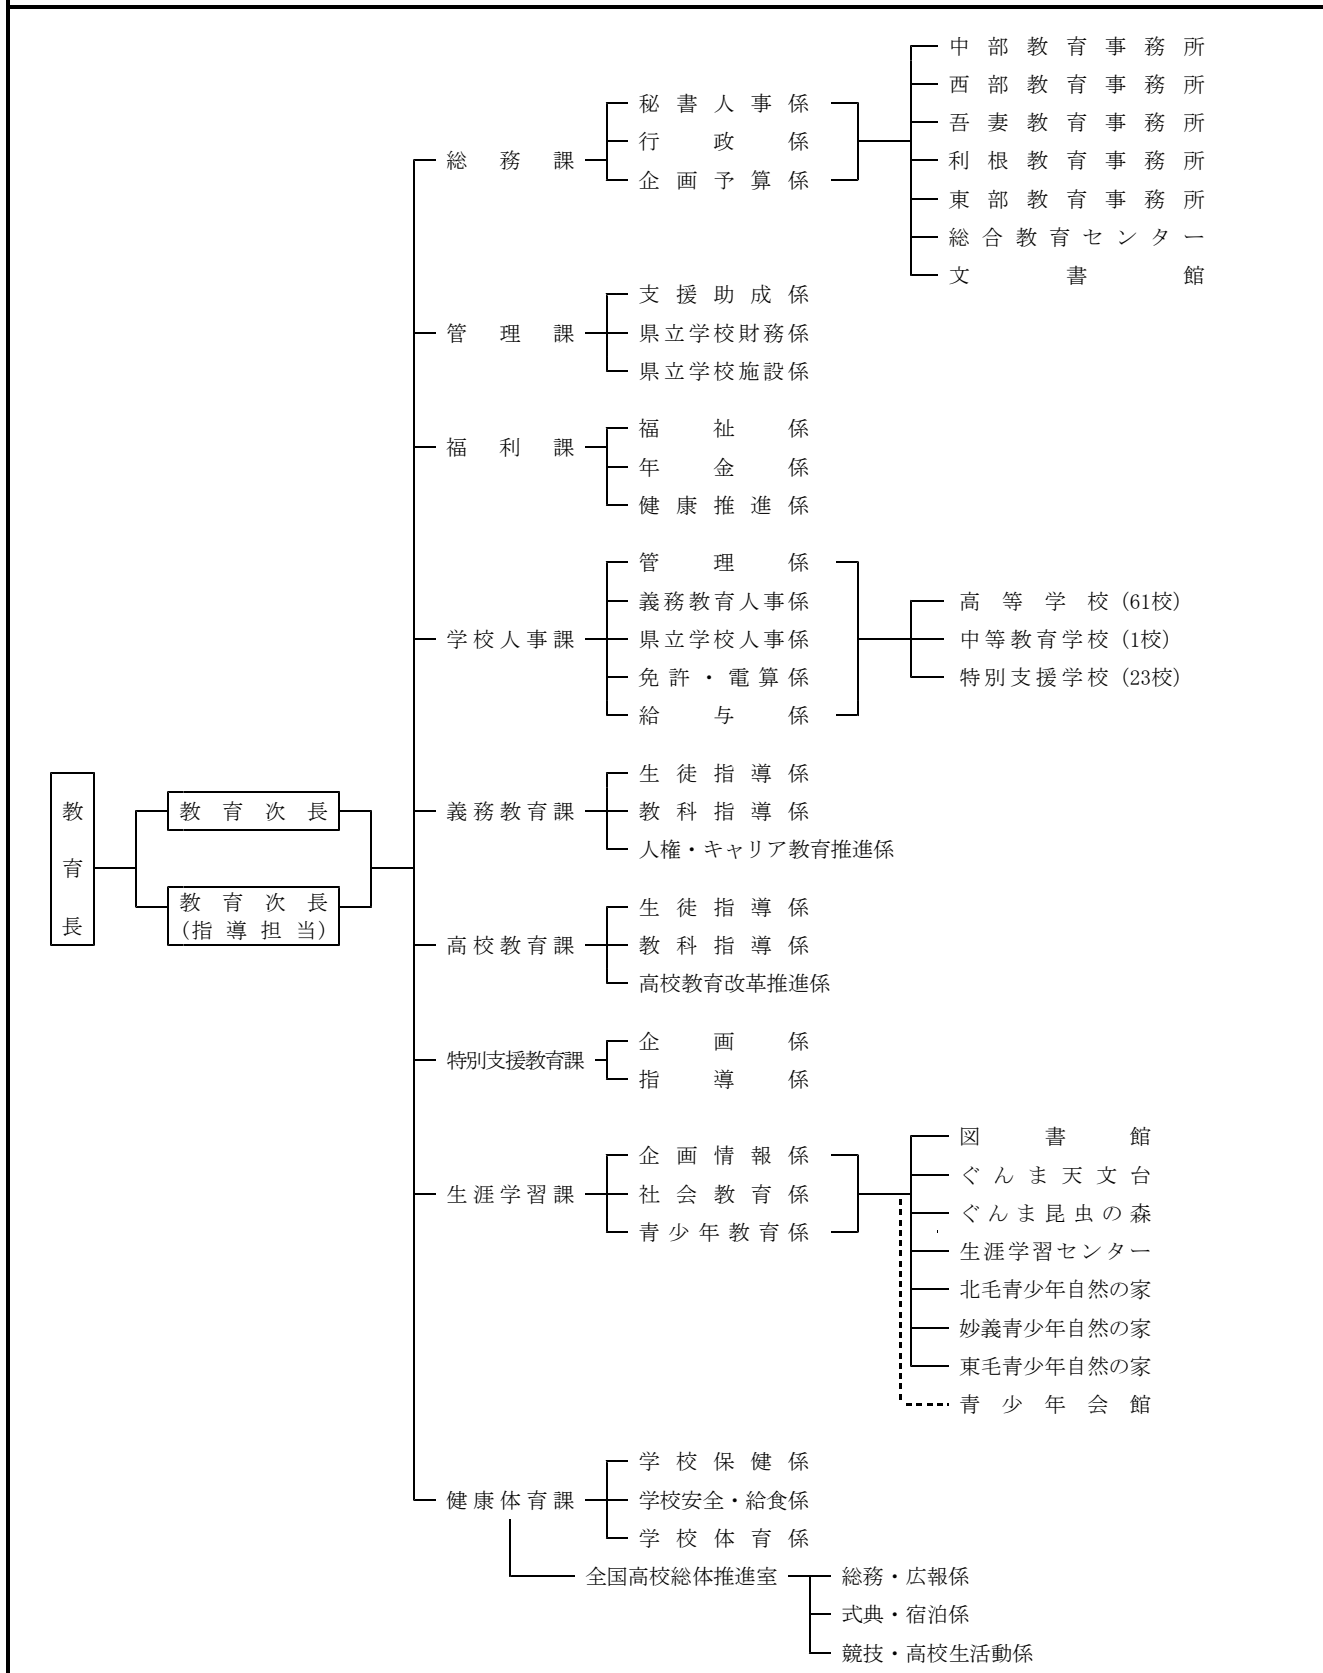 教育長
教育次長
教育次長
(指導担当)
総務課
秘書人事係
行政係
企画予算係
中部教育事務所
西部教育事務所
吾妻教育事務所
利根教育事務所
東部教育事務所
総合教育センター
文書館
管理課
支援助成係
県立学校財務係
県立学校施設係
福利課
福祉係
年金係
健康推進係
学校人事課
管理係
義務教育人事係
県立学校人事係
免許・電算係
給与係
高等学校(61校)
中等教育学校(1校)
特別支援学校(23校)
義務教育課
生徒指導係
教科指導係
人権・キャリア教育推進係
高校教育課
生徒指導係
教科指導係
高校教育改革推進係
特別支援教育課
企画係
指導係
生涯学習課
企画情報係
社会教育係
青少年教育係
図書館
ぐんま天文台
ぐんま昆虫の森
生涯学習センター
北毛青少年自然の家
妙義青少年自然の家
東毛青少年自然の家
青少年会館
健康体育課
学校保健係
学校安全・給食係
学校体育係
全国高校総体推進室
総務・広報係
式典・宿泊係
競技・高校生活動係